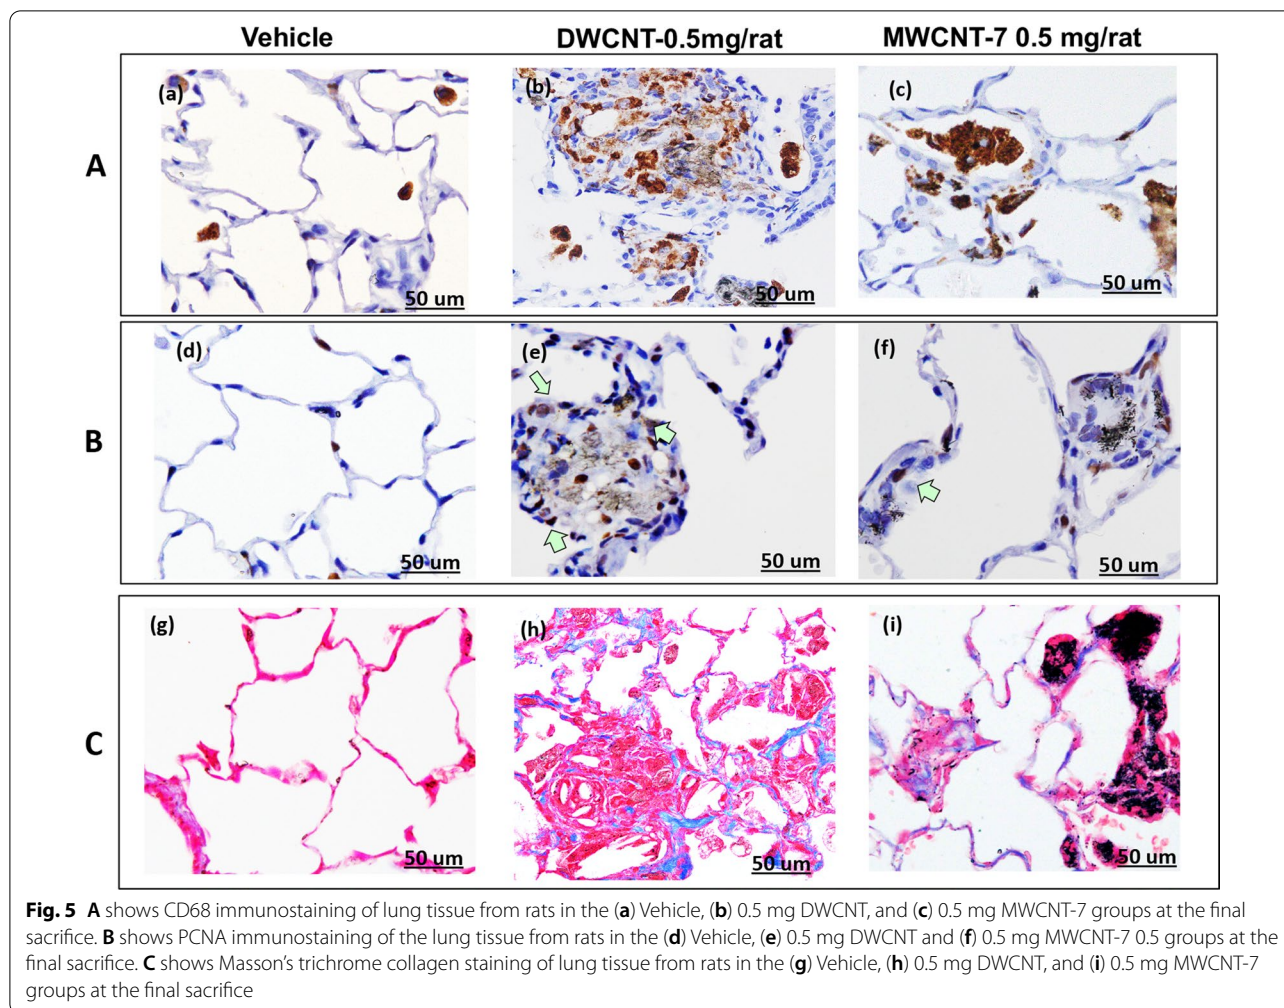 Vehicle DWCNT-0.5mg/rat MWCNT-7 0.5 mg/rat
A
(a) (b) (c)
50 um 50 um 50 um
B
(d) (e) (f)
50 um 50 um 50 um
C
(g) (h) (i)
50 um 50 um 50 um
Fig. 5 A shows CD68 immunostaining of lung tissue from rats in the (a) Vehicle, (b) 0.5 mg DWCNT, and (c) 0.5 mg MWCNT-7 groups at the final
sacrifice. B shows PCNA immunostaining of the lung tissue from rats in the (d) Vehicle, (e) 0.5 mg DWCNT and (f) 0.5 mg MWCNT-7 0.5 groups at the
final sacrifice. C shows Masson's trichrome collagen staining of lung tissue from rats in the (g) Vehicle, (h) 0.5 mg DWCNT, and (i) 0.5 mg MWCNT-7
groups at the final sacrifice